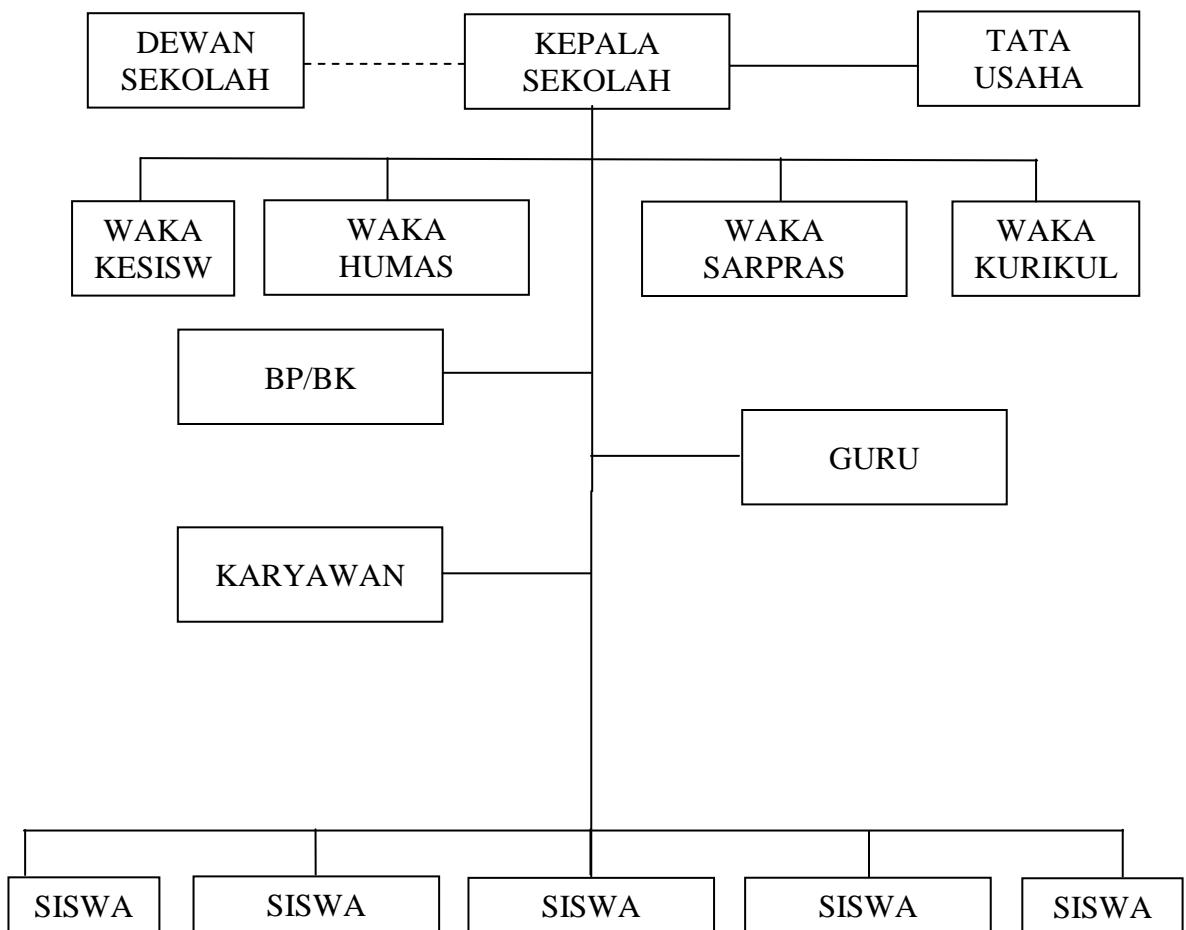 DEWAN
SEKOLAH
KEPALA
SEKOLAH
TATA
USAHA
WAKA
KESISW
WAKA
HUMAS
WAKA
SARPRAS
WAKA
KURIKUL
BP/BK
GURU
KARYAWAN
SISWA
SISWA
SISWA
SISWA
SISWA